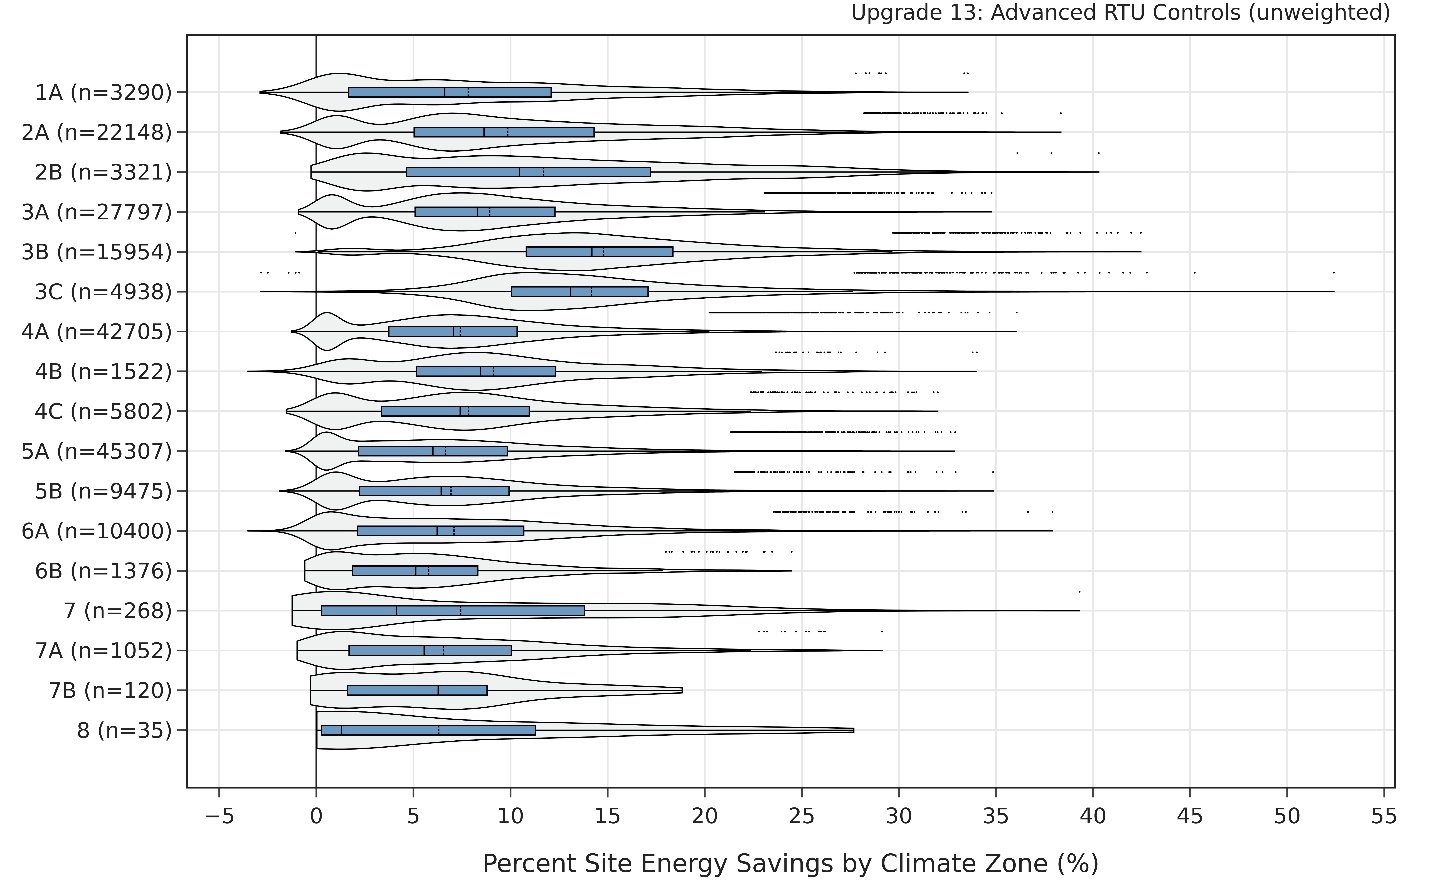 Upgrade 13: Advanced RTU Controls (unweighted)
1A (n=3290)
2A (n=22148)
2B (n=3321)
3A (n=27797)
3B (n=15954)
3C (n=4938)
4A (n=42705)
4B (n=1522)
4C (n=5802)
5A (n=45307)
5B (n=9475)
6A (n=10400)
6B (n=1376)
7 (n=268)
7A (n=1052)
7B (n=120)
8 (n=35)
−5 0 5 10 15 20 25 30 35 40 45 50 55
Percent Site Energy Savings by Climate Zone (%)